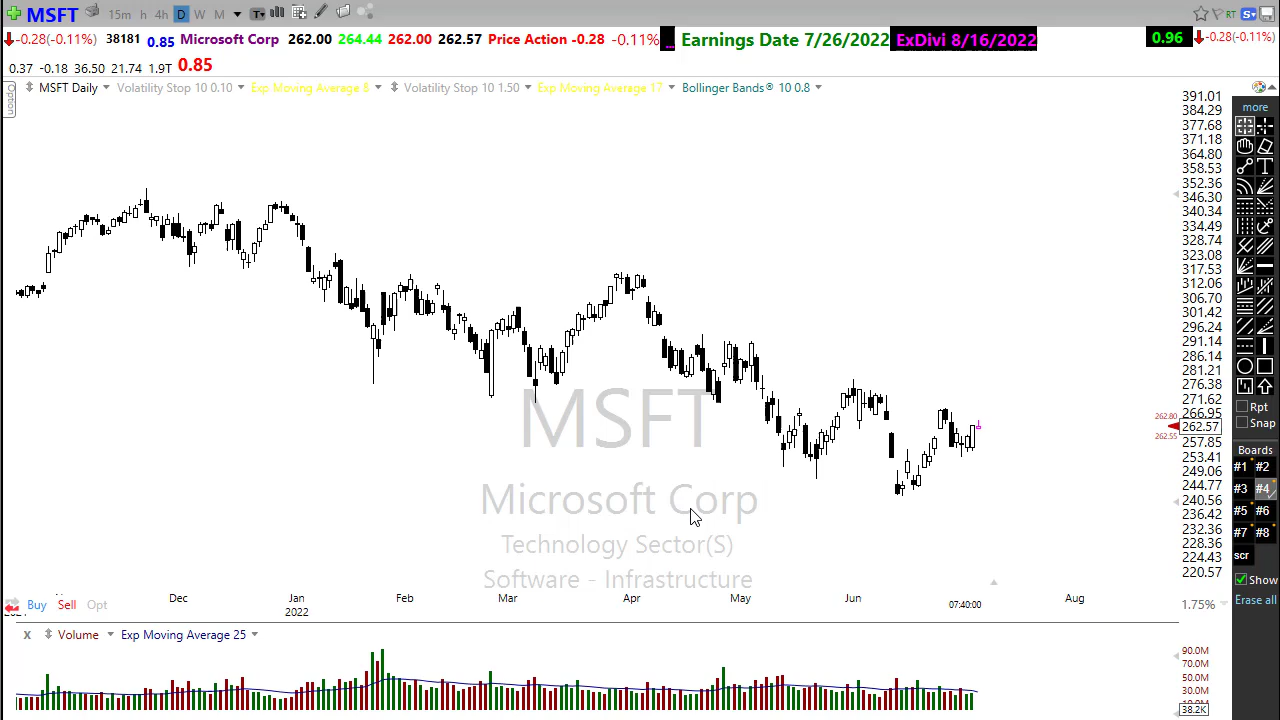 MSFT 15m h 4h D W M T
RT S
-0.28(-0.11%) 38181 0.85 Microsoft Corp 262.00 264.44 262.00 262.57 Price Action -0.28 -0.11% ... Earnings Date 7/26/2022 ExDivi 8/16/2022 0.96 -0.28(-0.11%)
0.37 -0.18 36.50 21.74 1.9T 0.85
Option
MSFT Daily Volatility Stop 10 0.10 Exp Moving Average 8 Volatility Stop 10 1.50 Exp Moving Average 17 Bollinger Bands® 10 0.8
391.01
384.29
377.68
371.18
364.80
358.53
352.36
346.30
340.34
334.49
328.74
323.08
317.53
312.06
306.70
301.42
296.24
291.14
286.14
281.21
276.38
271.62
266.95
262.80
262.57
262.55
257.85
253.41
249.06
244.77
240.56
236.42
232.36
228.36
224.43
220.57
1.75%
MSFT
Microsoft Corp
Technology Sector(S)
Software - Infrastructure
Dec Jan Feb Mar Apr May Jun 07:40:00 Aug
2022
Buy Sell Opt
X Volume Exp Moving Average 25
90.0M
70.0M
50.0M
30.0M
38.2K
more
T
Rpt
Snap
Boards
#1 #2
#3 #4
#5 #6
#7 #8
scr
Show
Erase all